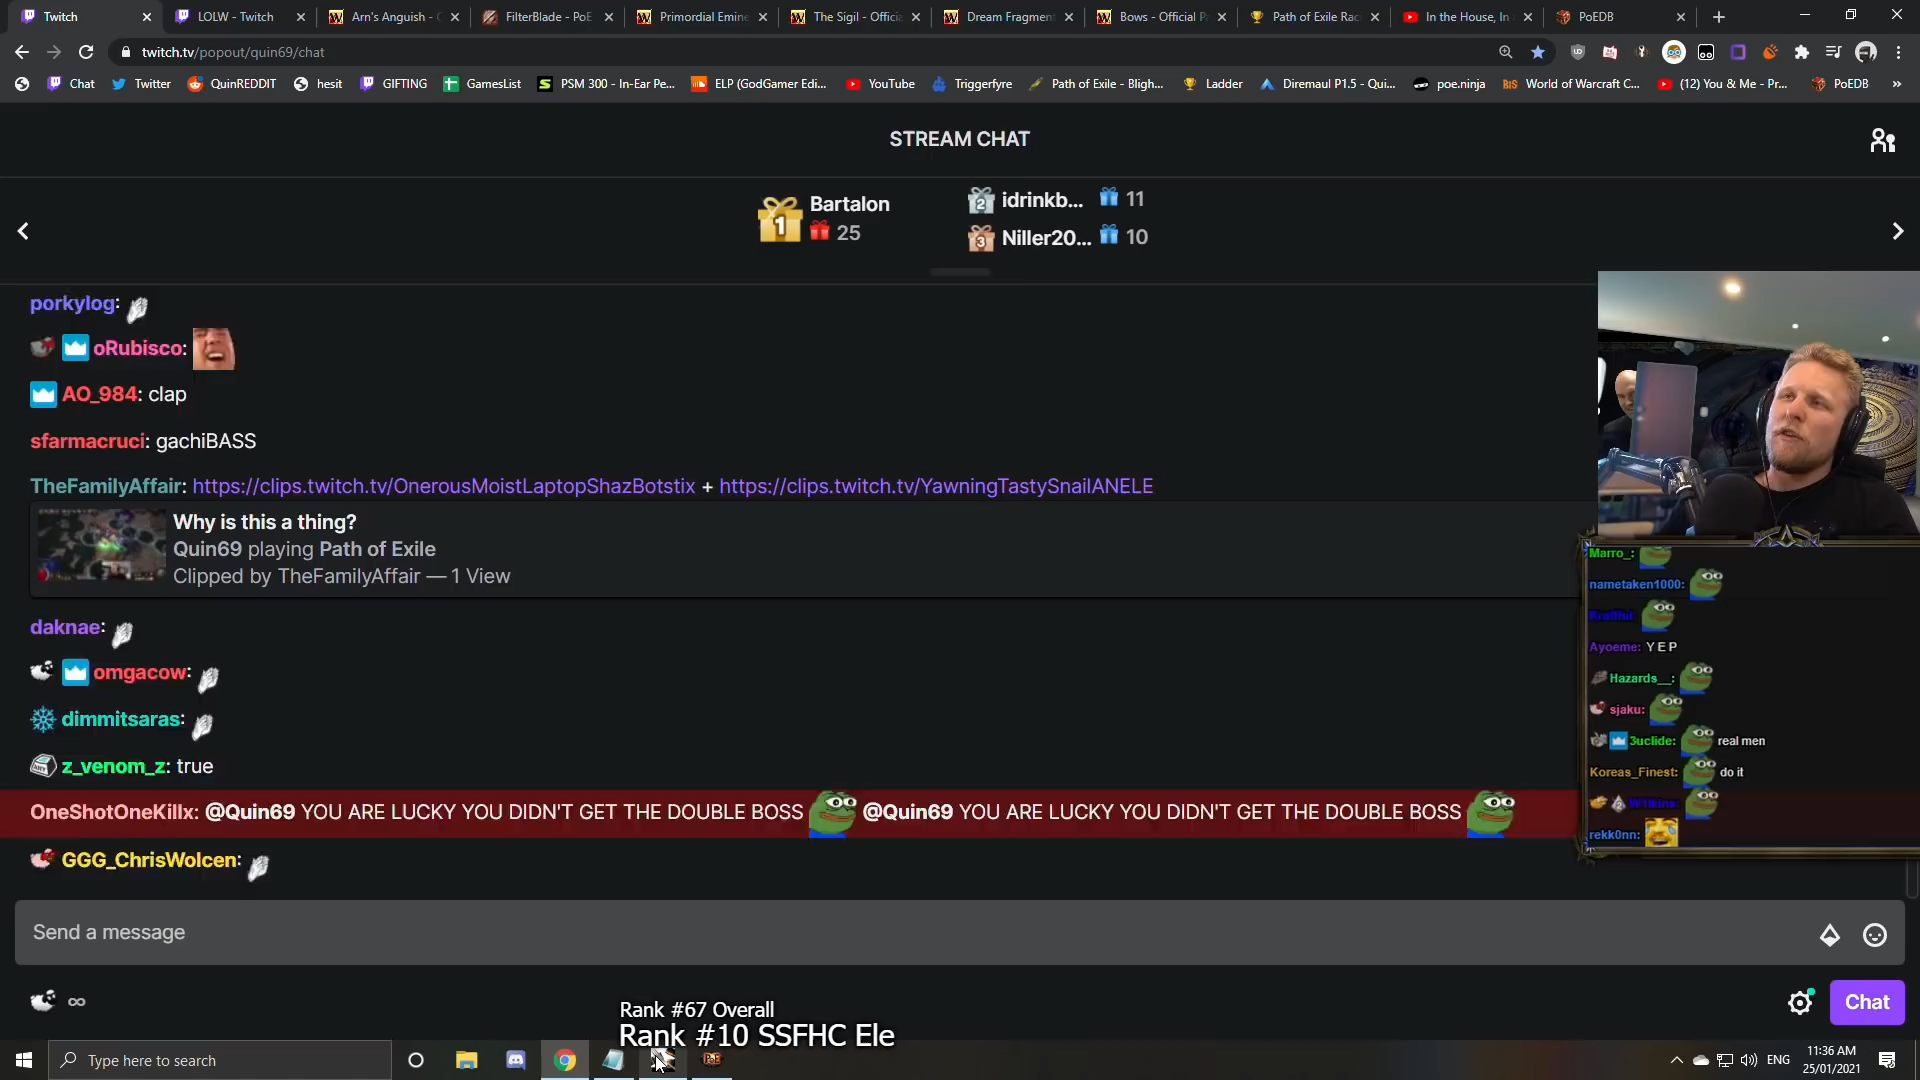 Twitch
LOLW - Twitch
Arn's Anguish -
FilterBlade - PoE
Primordial Emine
The Sigil - Officia
Dream Fragment
Bows - Official P
Path of Exile Rac
In the House, In
PoEDB
twitch.tv/popout/quin69/chat
Chat
Twitter
QuinREDDIT
hesit
GIFTING
GamesList
PSM 300 - In-Ear Pe...
ELP (GodGamer Edi...
YouTube
Triggerfyre
Path of Exile - Bligh...
Ladder
Diremaul P1.5 - Qui...
poe.ninja
World of Warcraft C...
(12) You & Me - Pr...
PoEDB
STREAM CHAT
1 Bartalon
25
2 idrinkb... 11
3 Niller20... 10
porkylog:
oRubisco:
AO_984: clap
sfarmacruci: gachiBASS
TheFamilyAffair: https://clips.twitch.tv/OnerousMoistLaptopShazBotstix + https://clips.twitch.tv/YawningTastySnailANELE
Why is this a thing?
Quin69 playing Path of Exile
Clipped by TheFamilyAffair — 1 View
daknae:
omgacow:
dimmitsaras:
z_venom_z: true
OneShotOneKillx: @Quin69 YOU ARE LUCKY YOU DIDN'T GET THE DOUBLE BOSS @Quin69 YOU ARE LUCKY YOU DIDN'T GET THE DOUBLE BOSS
GGG_ChrisWolcen:
Marro_:
nametaken1000:
Ayoeme: Y E P
Hazards__:
sjaku:
3uclide: real men
Koreas_Finest: do it
rekk0nn:
Send a message
∞
Chat
Rank #67 Overall
Rank #10 SSFHC Ele
Type here to search
ENG
11:36 AM
25/01/2021